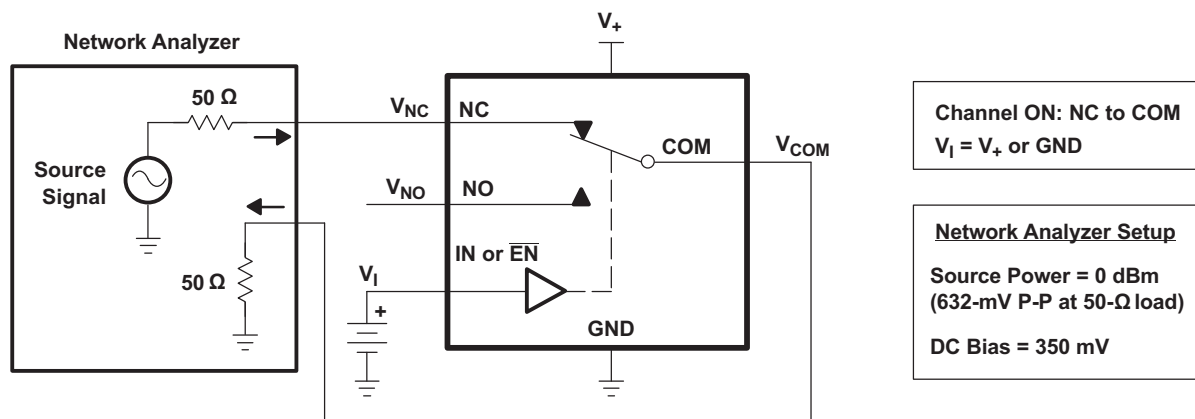 V+
Network Analyzer
50 Ω
VNC
NC
COM
VCOM
Source
Signal
VNO
NO
50 Ω
IN or EN
VI
+
GND
Channel ON: NC to COM
VI = V+ or GND
Network Analyzer Setup
Source Power = 0 dBm
(632-mV P-P at 50-Ω load)
DC Bias = 350 mV